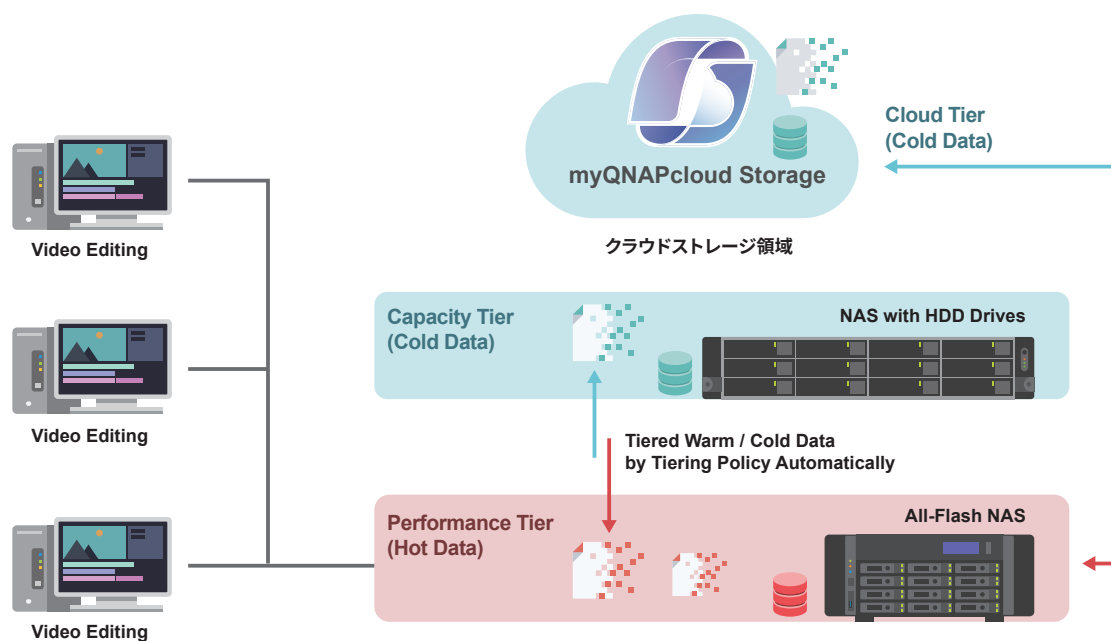 myQNAPcloud Storage
Cloud Tier
(Cold Data)
クラウドストレージ領域
Video Editing
Capacity Tier
(Cold Data)
NAS with HDD Drives
Video Editing
Tiered Warm / Cold Data
by Tiering Policy Automatically
Performance Tier
(Hot Data)
All-Flash NAS
Video Editing